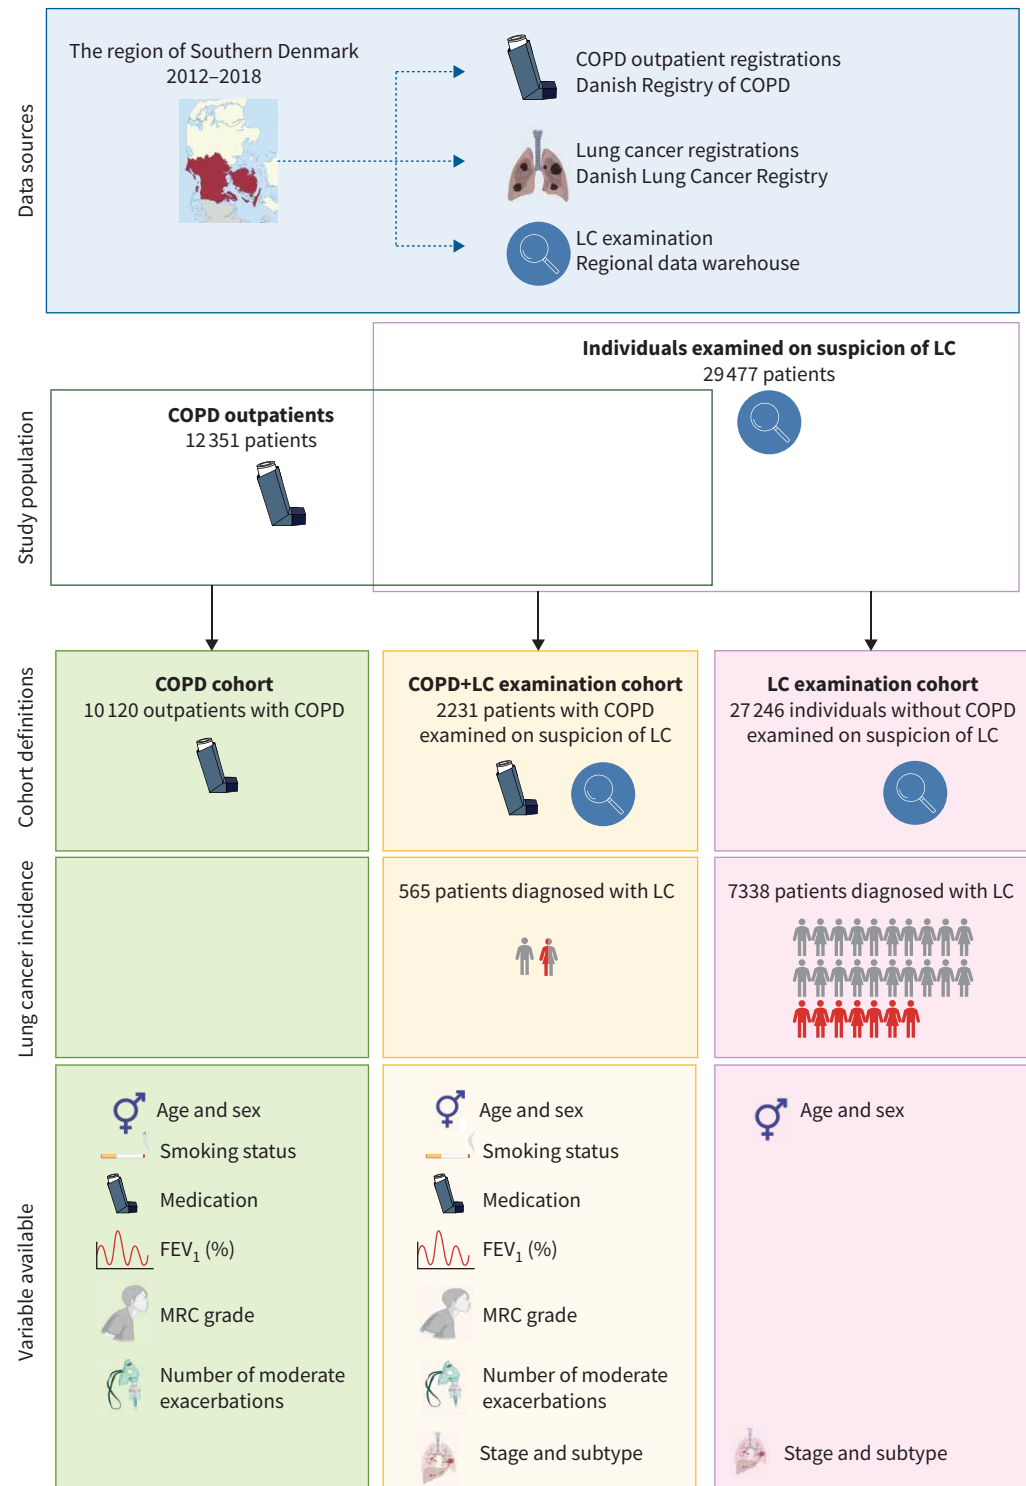 Data sources
The region of Southern Denmark
2012–2018
COPD outpatient registrations
Danish Registry of COPD
Lung cancer registrations
Danish Lung Cancer Registry
LC examination
Regional data warehouse
Study population
Individuals examined on suspicion of LC
29 477 patients
COPD outpatients
12 351 patients
Cohort definitions
COPD cohort
10 120 outpatients with COPD
COPD+LC examination cohort
2231 patients with COPD
examined on suspicion of LC
LC examination cohort
27 246 individuals without COPD
examined on suspicion of LC
Lung cancer incidence
565 patients diagnosed with LC
7338 patients diagnosed with LC
Variable available
Age and sex
Smoking status
Medication
FEV1 (%)
MRC grade
Number of moderate
exacerbations
Age and sex
Smoking status
Medication
FEV1 (%)
MRC grade
Number of moderate
exacerbations
Stage and subtype
Age and sex
Stage and subtype